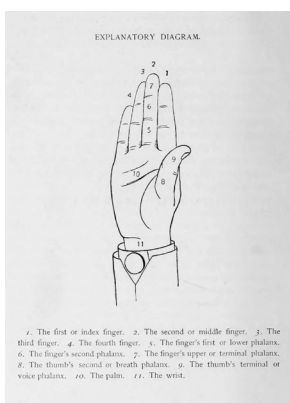 EXPLANATORY DIAGRAM.
2
3
1
4
7
6
5
9
10
8
11
1. The first or index finger. 2. The second or middle finger. 3. The
third finger. 4. The fourth finger. 5. The finger's first or lower phalanx.
6. The finger's second phalanx. 7. The finger's upper or terminal phalanx.
8. The thumb's second or breath phalanx. 9. The thumb's terminal or
voice phalanx. 10. The palm. 11. The wrist.